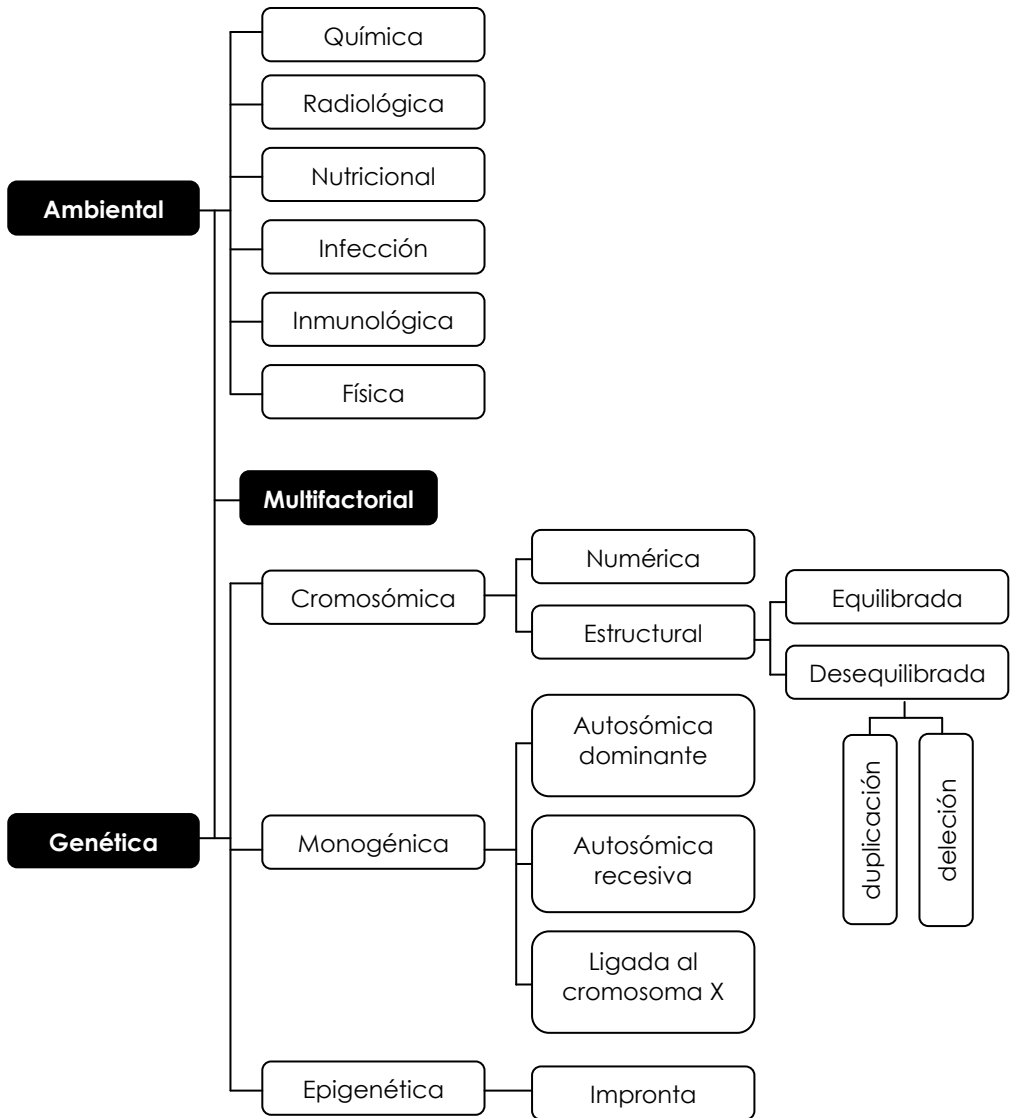 Ambiental
Química
Radiológica
Nutricional
Infección
Inmunológica
Física
Multifactorial
Genética
Cromosómica
Numérica
Estructural
Equilibrada
Desequilibrada
duplicación
deleción
Monogénica
Autosómica
dominante
Autosómica
recesiva
Ligada al
cromosoma X
Epigenética
Impronta